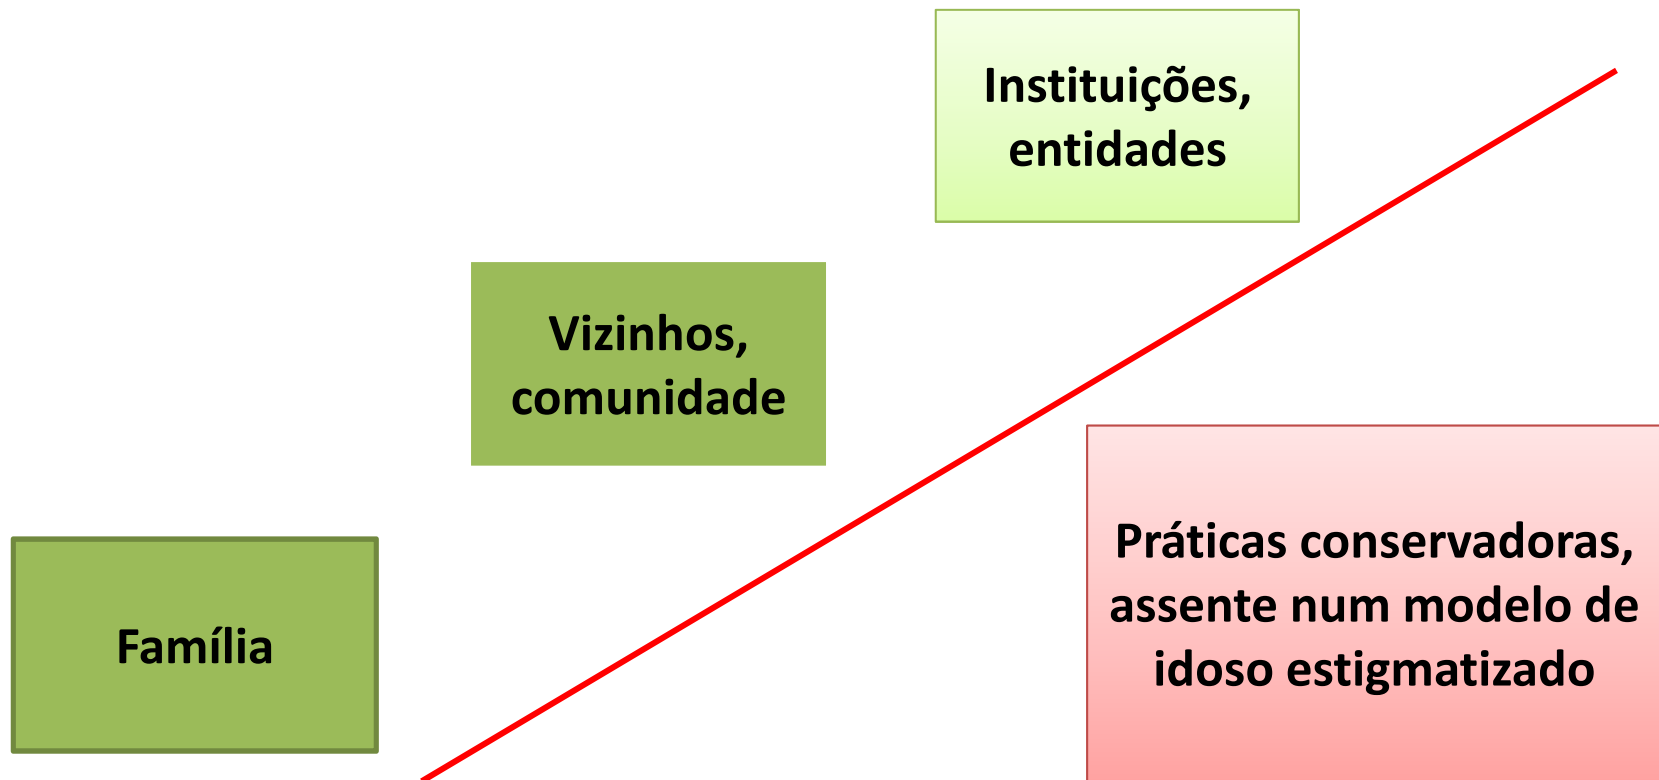 Instituições,
entidades
Vizinhos,
comunidade
Família
Práticas conservadoras,
assente num modelo de
idoso estigmatizado